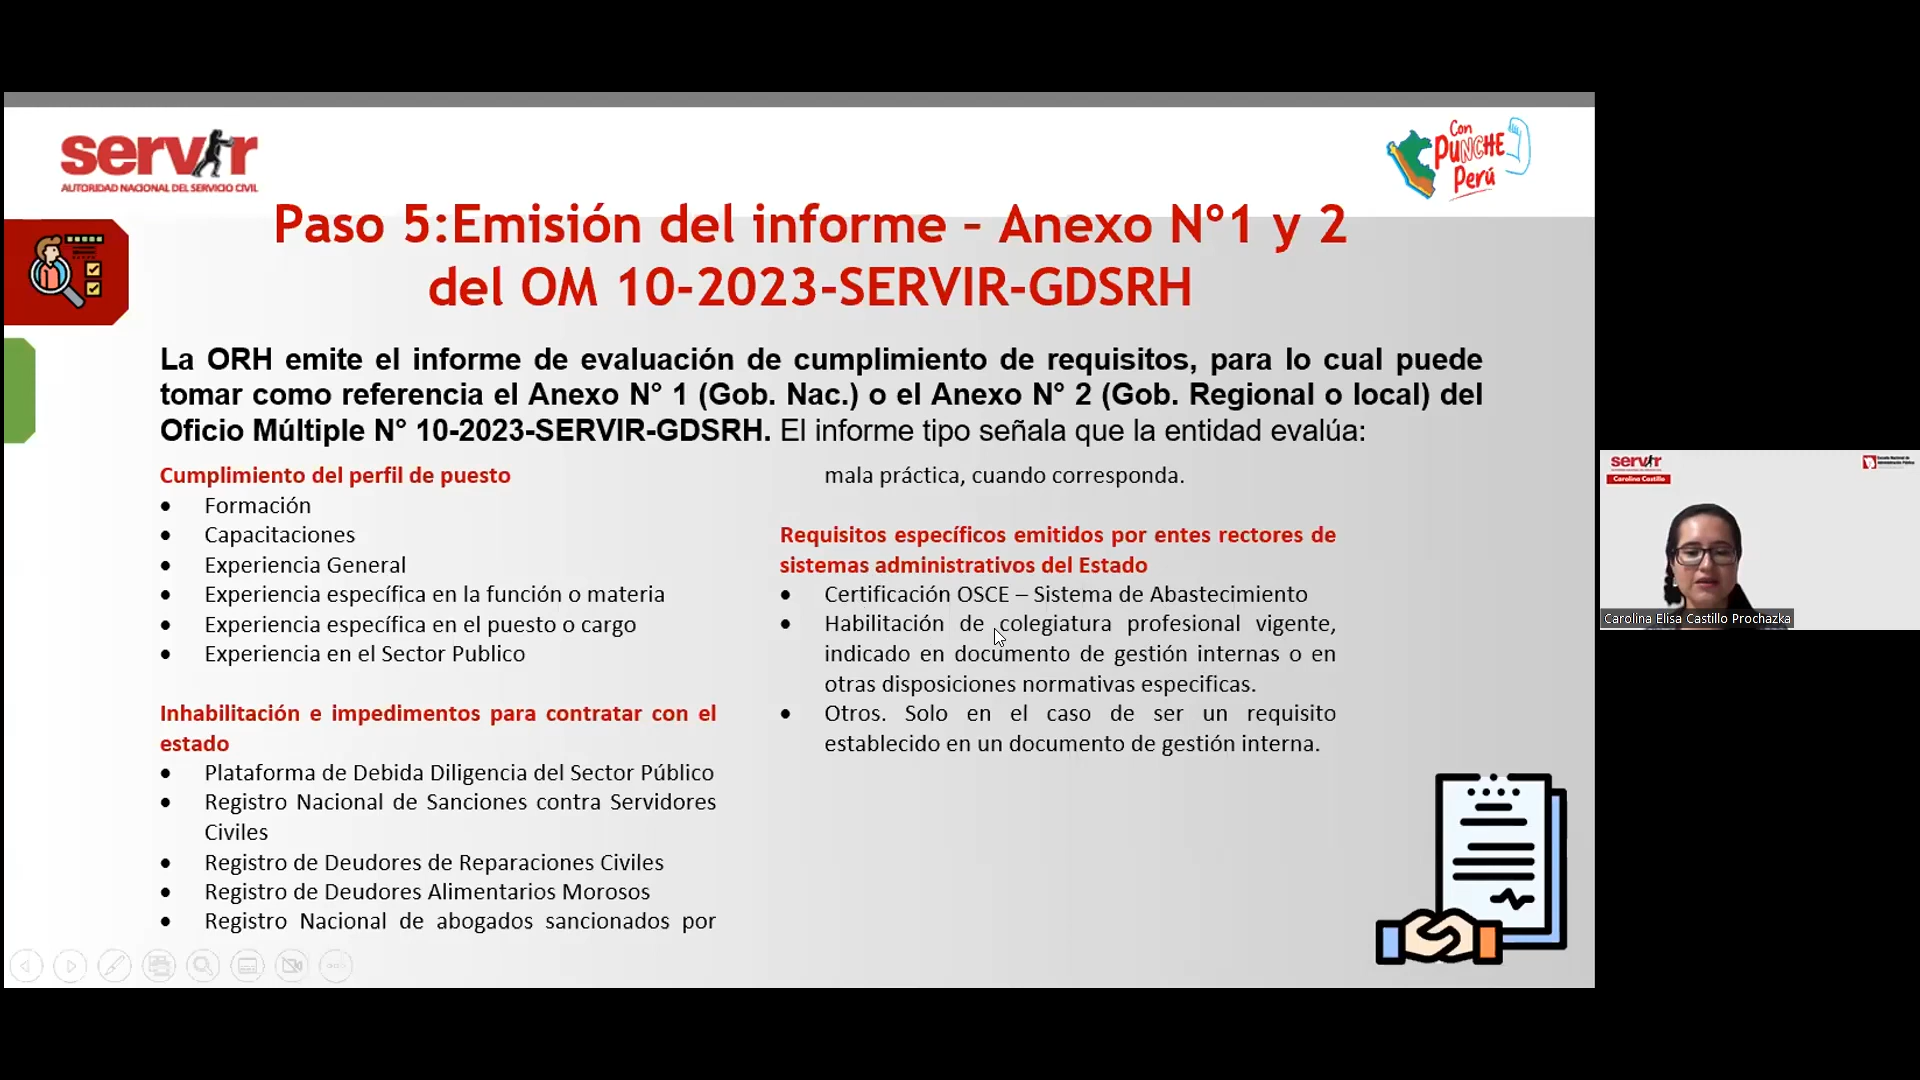 servir
AUTORIDAD NACIONAL DEL SERVICIO CIVIL
Con
PUNCHE
Perú
Paso 5:Emisión del informe – Anexo N°1 y 2
del OM 10-2023-SERVIR-GDSRH
La ORH emite el informe de evaluación de cumplimiento de requisitos, para lo cual puede
tomar como referencia el Anexo N° 1 (Gob. Nac.) o el Anexo N° 2 (Gob. Regional o local) del
Oficio Múltiple N° 10-2023-SERVIR-GDSRH. El informe tipo señala que la entidad evalúa:
Cumplimiento del perfil de puesto
• Formación
• Capacitaciones
• Experiencia General
• Experiencia específica en la función o materia
• Experiencia específica en el puesto o cargo
• Experiencia en el Sector Publico
Inhabilitación e impedimentos para contratar con el
estado
• Plataforma de Debida Diligencia del Sector Público
• Registro Nacional de Sanciones contra Servidores
Civiles
• Registro de Deudores de Reparaciones Civiles
• Registro de Deudores Alimentarios Morosos
• Registro Nacional de abogados sancionados por
mala práctica, cuando corresponda.
Requisitos específicos emitidos por entes rectores de
sistemas administrativos del Estado
• Certificación OSCE – Sistema de Abastecimiento
• Habilitación de colegiatura profesional vigente,
indicado en documento de gestión internas o en
otras disposiciones normativas especificas.
• Otros. Solo en el caso de ser un requisito
establecido en un documento de gestión interna.
servir
Carolina Castillo
Carolina Elisa Castillo Prochazka